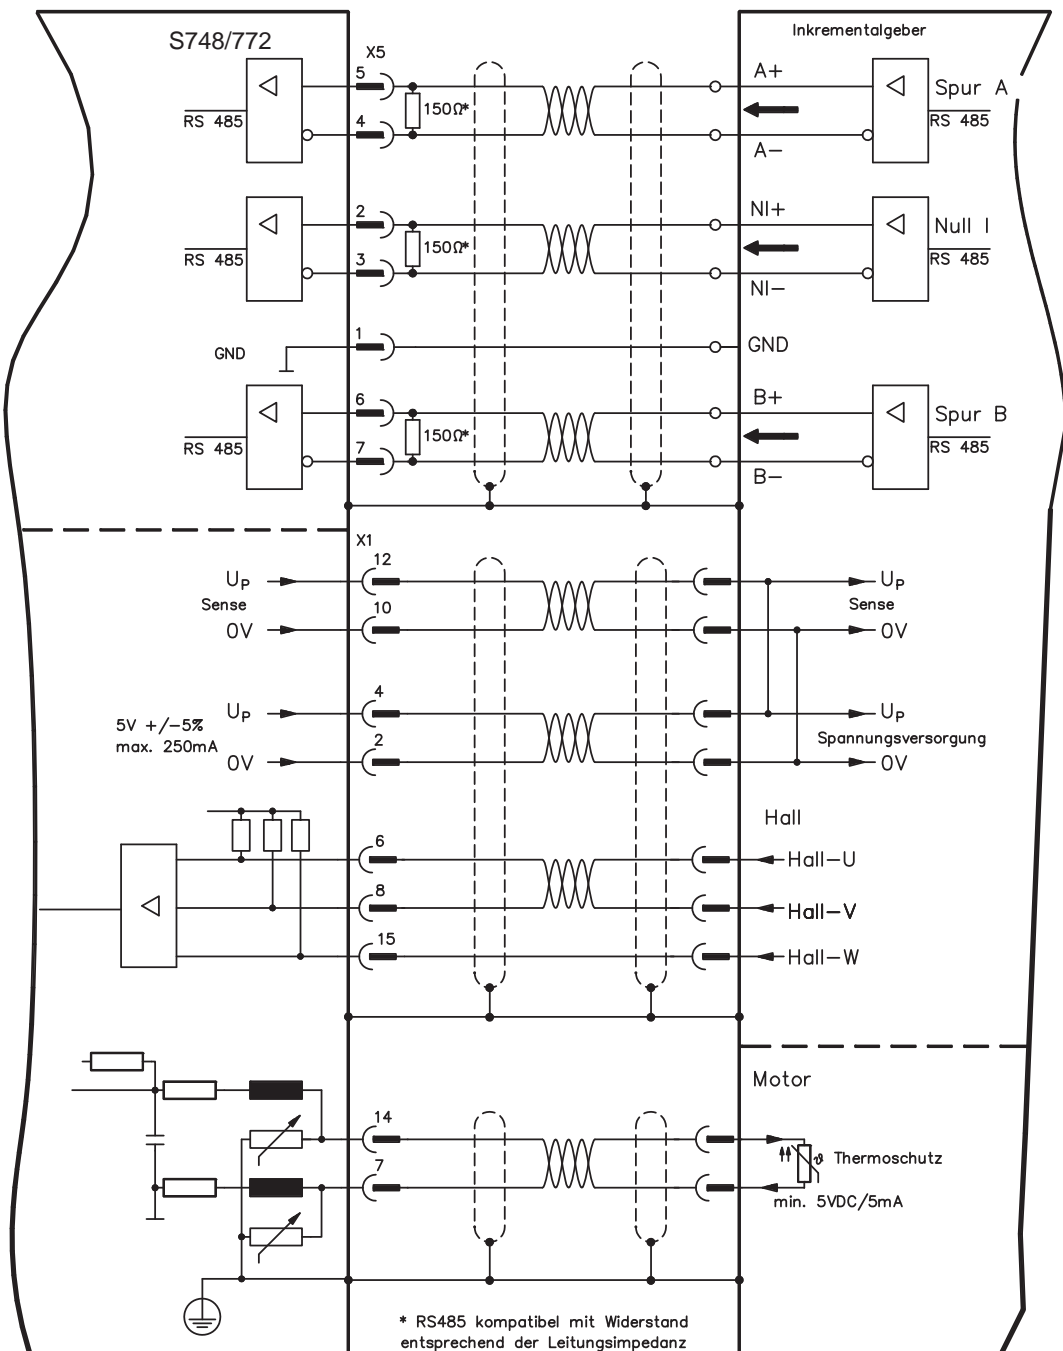 Inkrementalgeber
S748/772
X5
5
A+
Spur A
150Ω*
RS 485
RS 485
4
A−
2
NI+
Null I
150Ω*
RS 485
RS 485
3
NI−
1
GND
GND
6
B+
Spur B
150Ω*
RS 485
RS 485
7
B−
X1
12
UP
UP
Sense
Sense
10
0V
0V
4
UP
UP
5V +/−5%
max. 250mA
Spannungsversorgung
2
0V
0V
Hall
6
Hall−U
8
Hall−V
15
Hall−W
Motor
14
ϑ Thermoschutz
7
min. 5VDC/5mA
* RS485 kompatibel mit Widerstand
entsprechend der Leitungsimpedanz